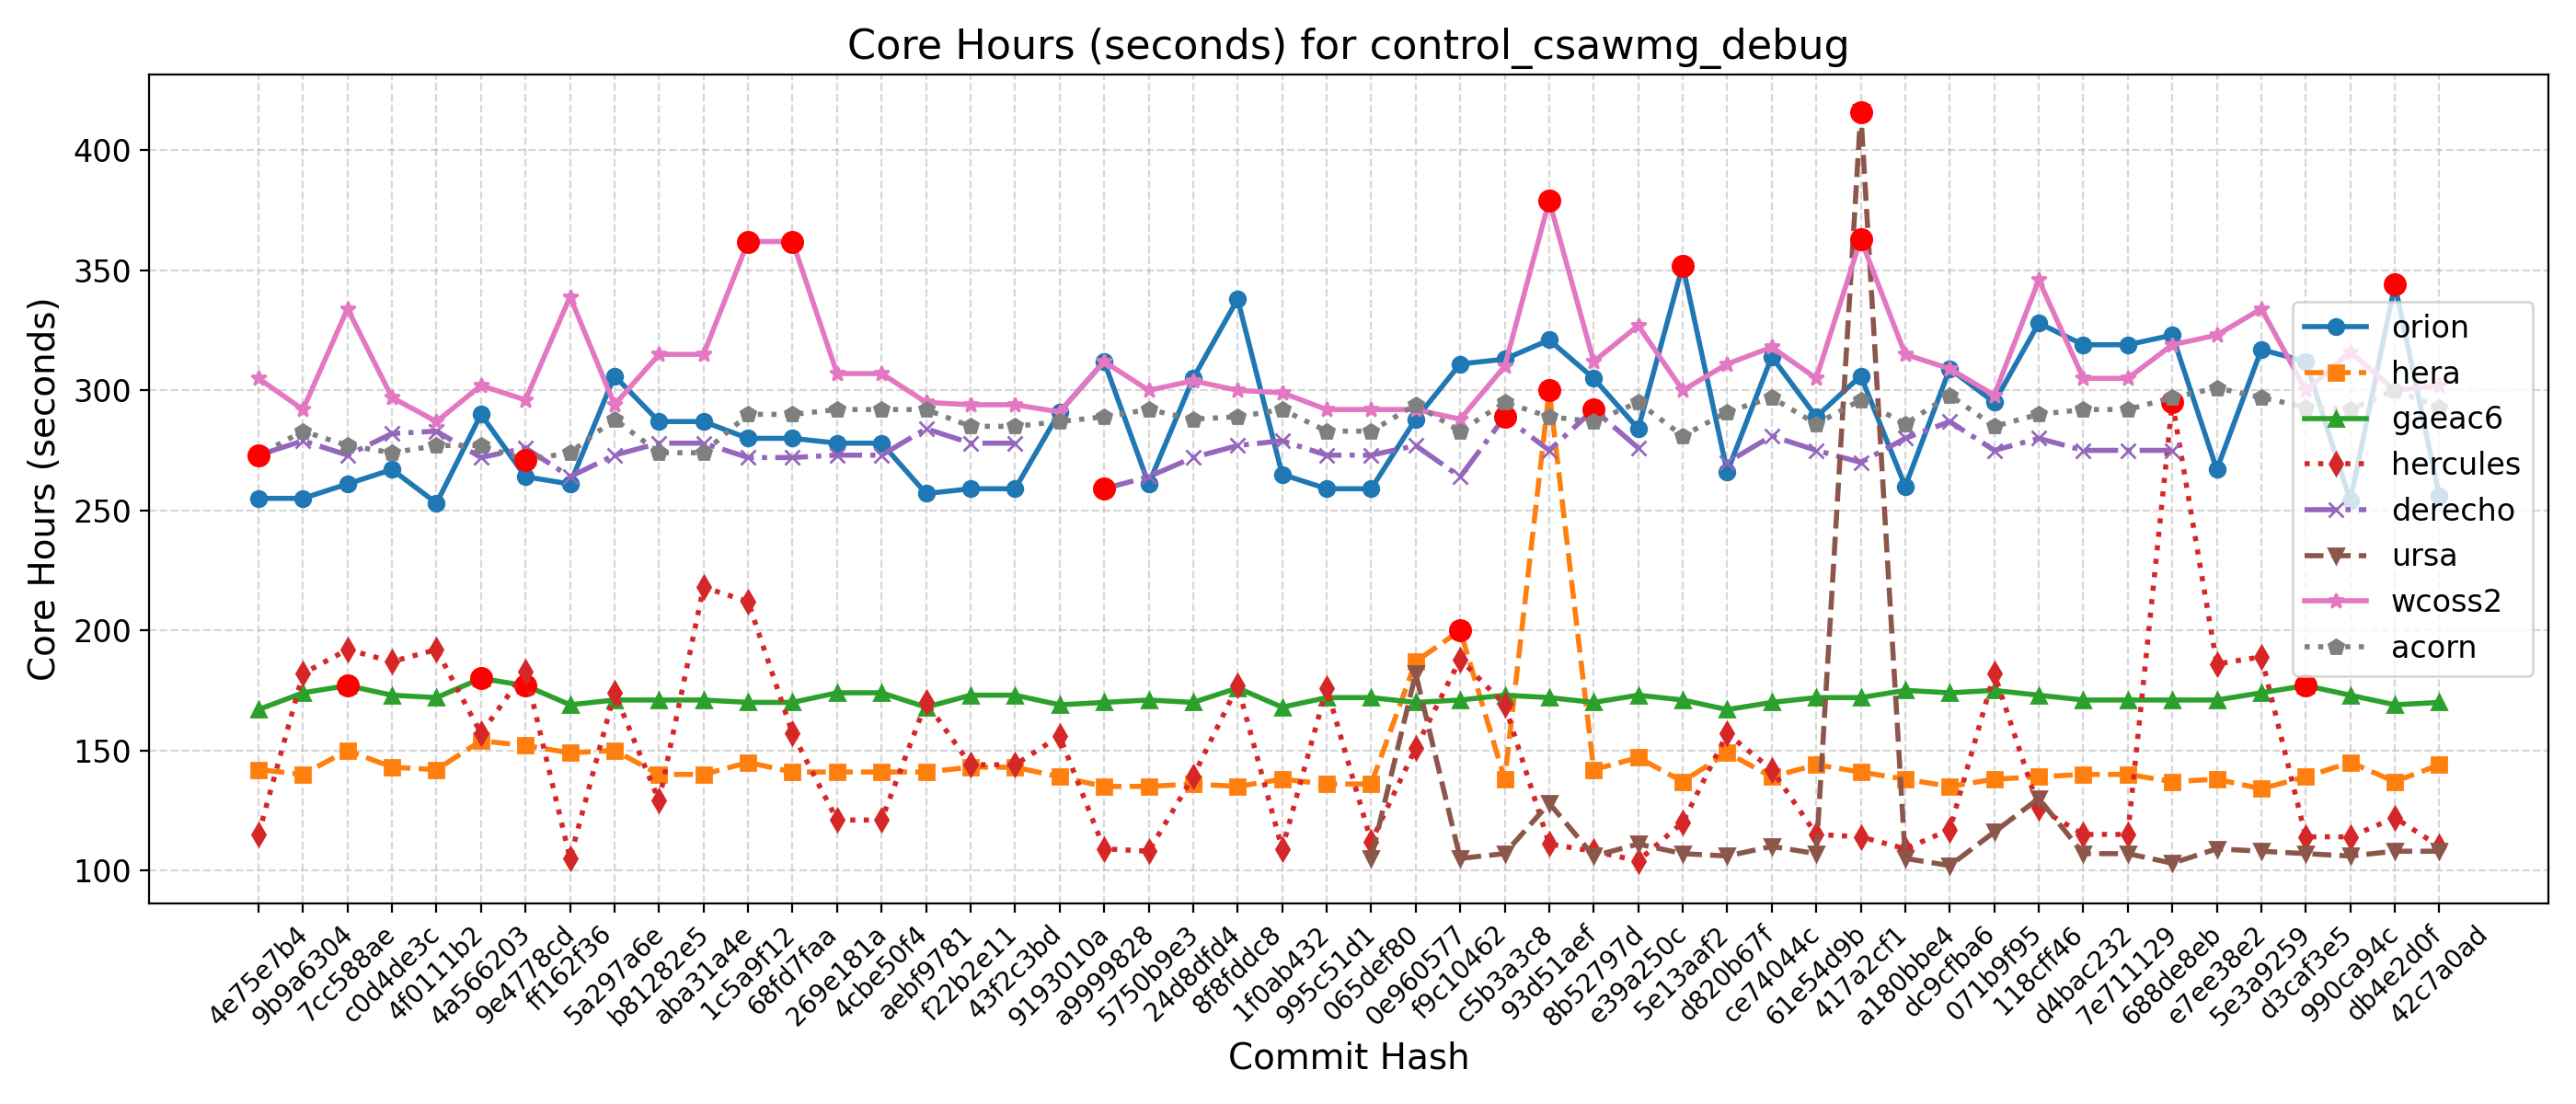 Core Hours (seconds) for control_csawmg_debug
Core Hours (seconds)
400
350
300
250
200
150
100
orion
hera
gaeac6
hercules
derecho
ursa
wcoss2
acorn
4e75e7b4
9b9a6304
7cc588ae
c0d4de3c
4f0111b2
4a566203
9e4778cd
ff162f36
5a297a6e
b81282e5
aba31a4e
1c5a9f12
68fd7faa
269e181a
4cbe50f4
aebf9781
f22b2e11
43f2c3bd
9193010a
a9999828
5750b9e3
24d8dfd4
8f8fddc8
1f0ab432
995c51d1
065def80
0e960577
f9c10462
c5b3a3c8
93d51aef
8b52797d
e39a250c
5e13aaf2
d820b67f
ce74044c
61e54d9b
417a2cf1
a180bbe4
dc9cfba6
071b9f95
118cff46
d4bac232
7e711129
688de8eb
e7ee38e2
5e3a9259
d3caf3e5
990ca94c
db4e2d0f
42c7a0ad
Commit Hash